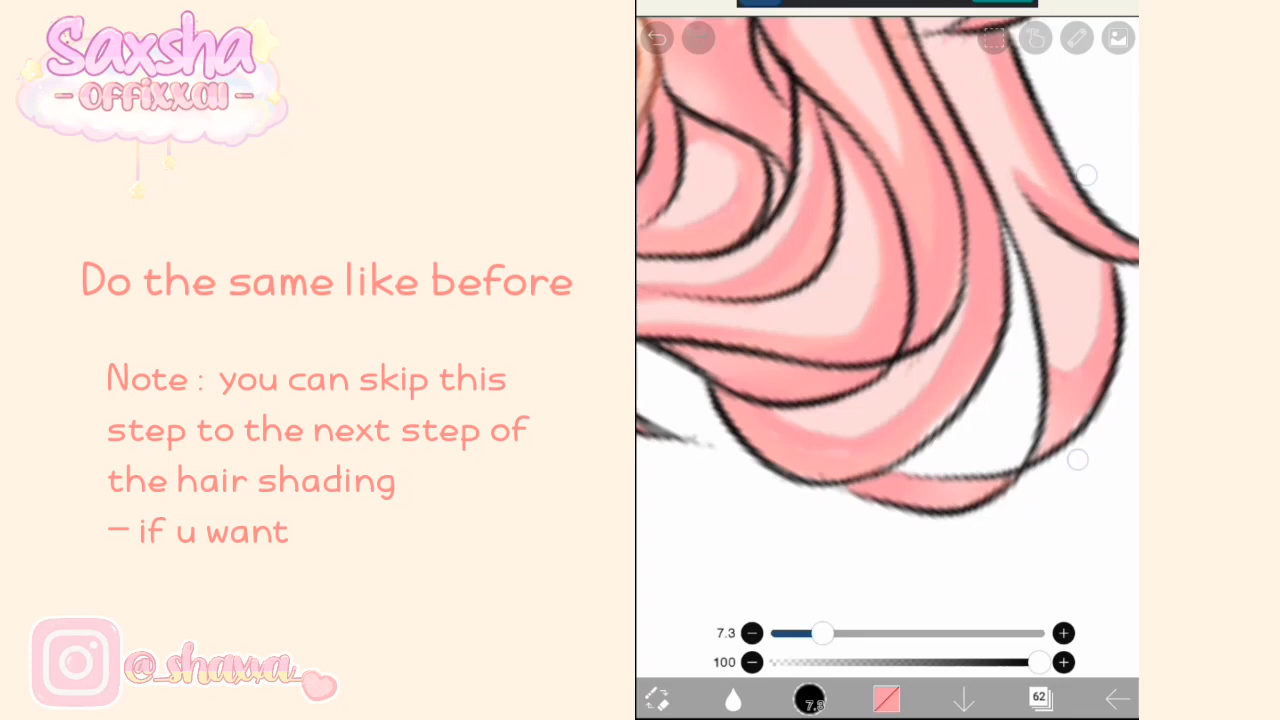 Saxsha
- offixxal -
Do the same like before
Note : you can skip this
step to the next step of
the hair shading
- if u want
@_shawa_
7.3
100
7.3
62